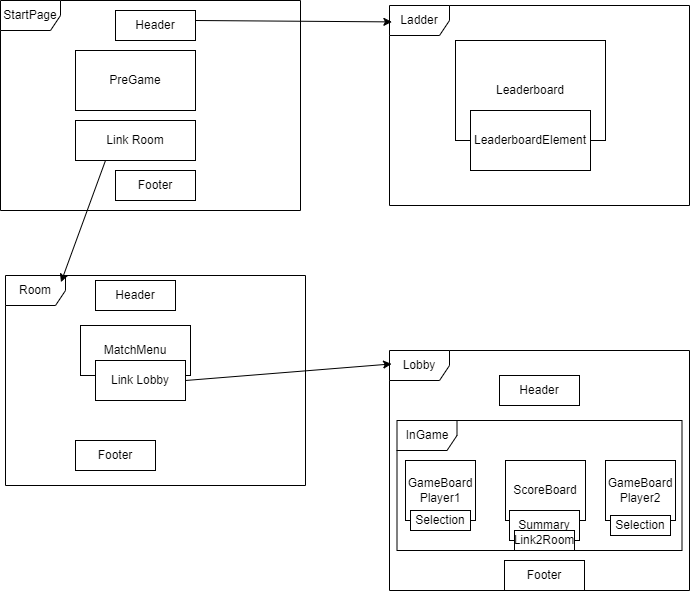 StartPage
Header
PreGame
Link Room
Footer
Ladder
Leaderboard
LeaderboardElement
Room
Header
MatchMenu
Link Lobby
Footer
Lobby
Header
InGame
GameBoard
Player1
Selection
ScoreBoard
Summary
Link2Room
GameBoard
Player2
Selection
Footer